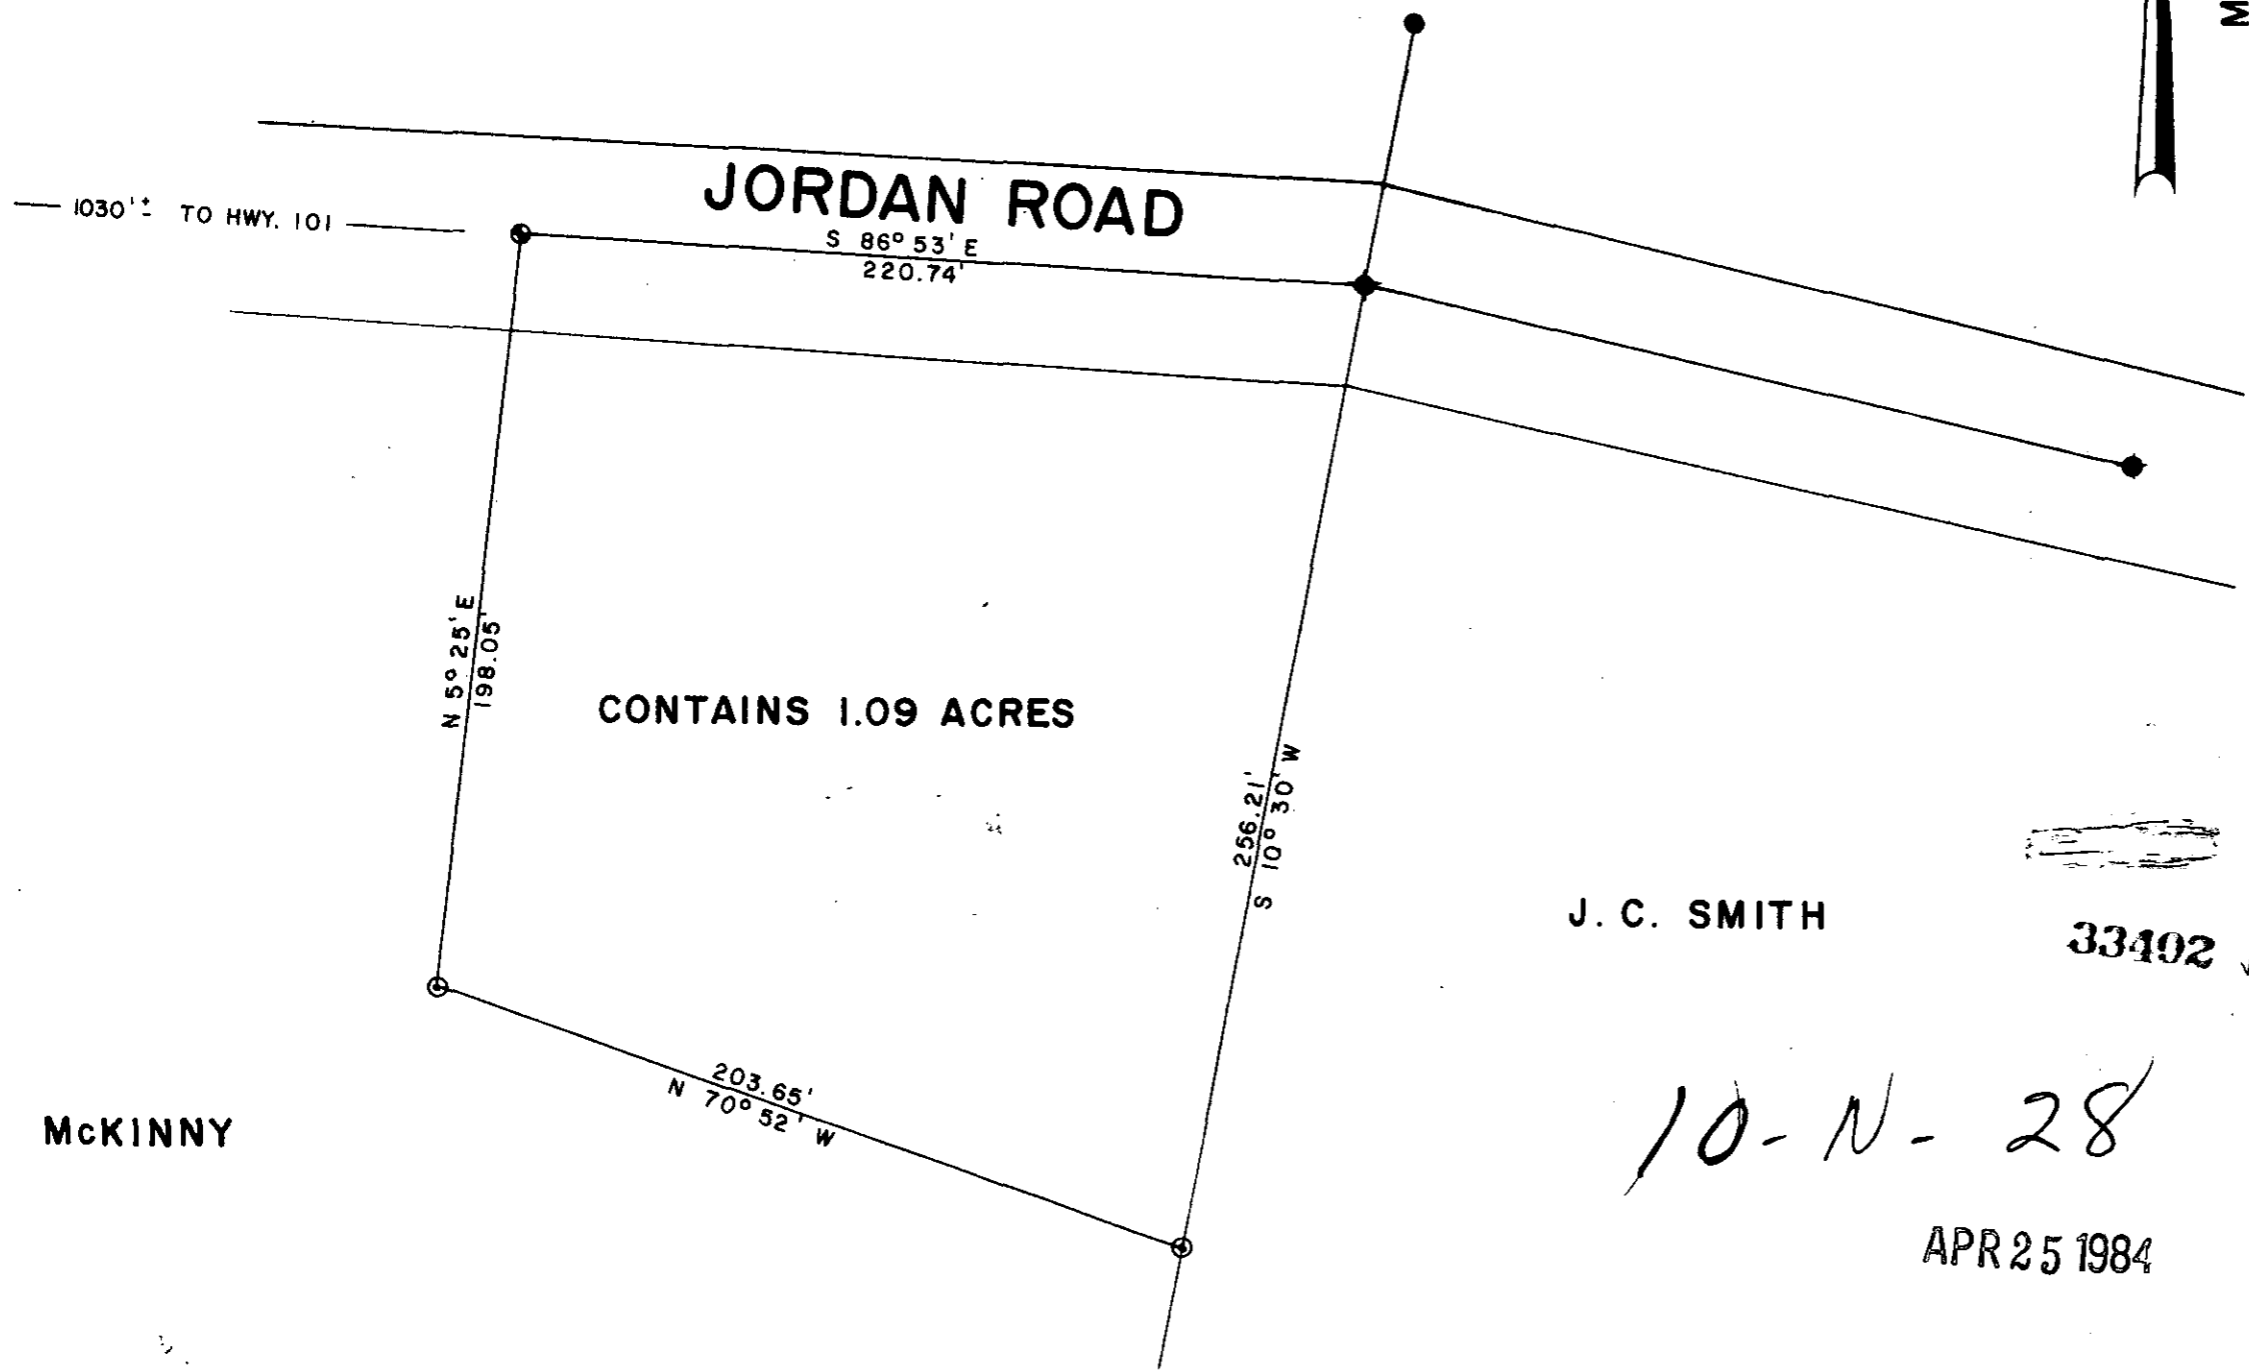 M
JORDAN ROAD
1030'± TO HWY. 101
S 86° 53' E
220.74'
N 5° 25' E
198.05'
CONTAINS 1.09 ACRES
256.21'
S 10° 30' W
J. C. SMITH
33402
203.65'
N 70° 52' W
McKINNY
10-N-28
APR 25 1984